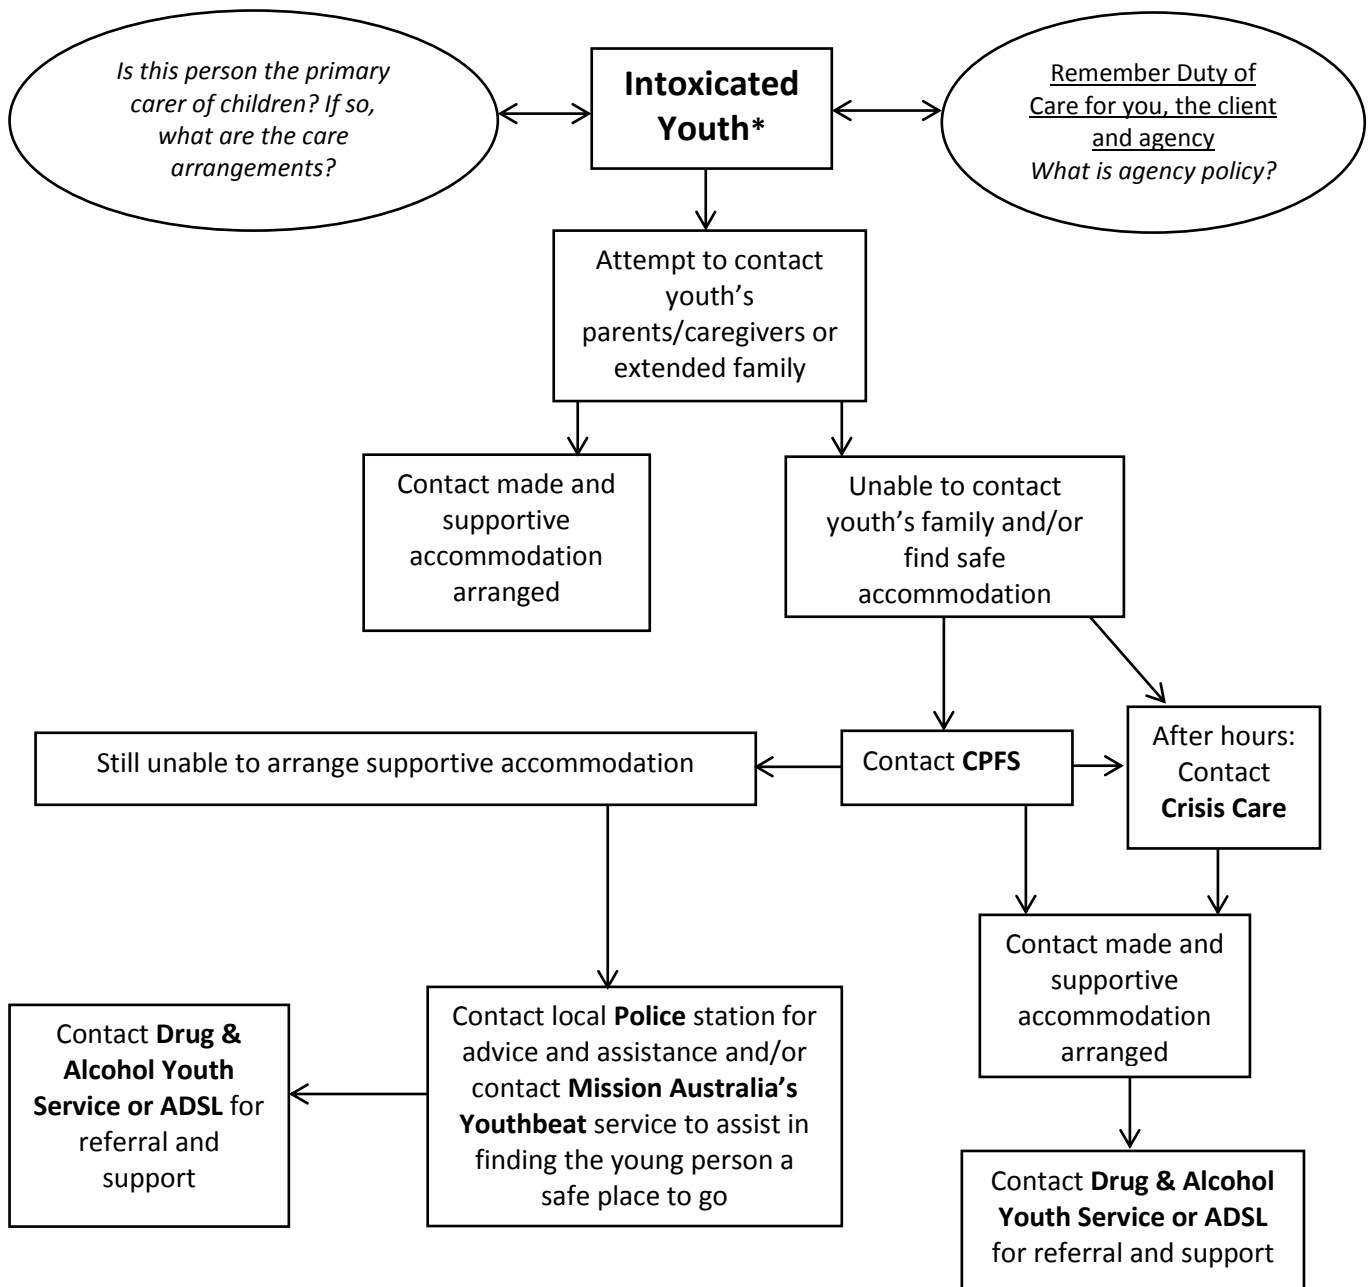 Is this person the primary
carer of children? If so,
what are the care
arrangements?
Intoxicated
Youth*
Remember Duty of
Care for you, the client
and agency
What is agency policy?
Attempt to contact
youth’s
parents/caregivers or
extended family
Contact made and
supportive
accommodation
arranged
Unable to contact
youth’s family and/or
find safe
accommodation
Still unable to arrange supportive accommodation
Contact CPFS
After hours:
Contact
Crisis Care
Contact made and
supportive
accommodation
arranged
Contact Drug &
Alcohol Youth
Service or ADSL for
referral and
support
Contact local Police station for
advice and assistance and/or
contact Mission Australia’s
Youthbeat service to assist in
finding the young person a
safe place to go
Contact Drug & Alcohol
Youth Service or ADSL
for referral and support